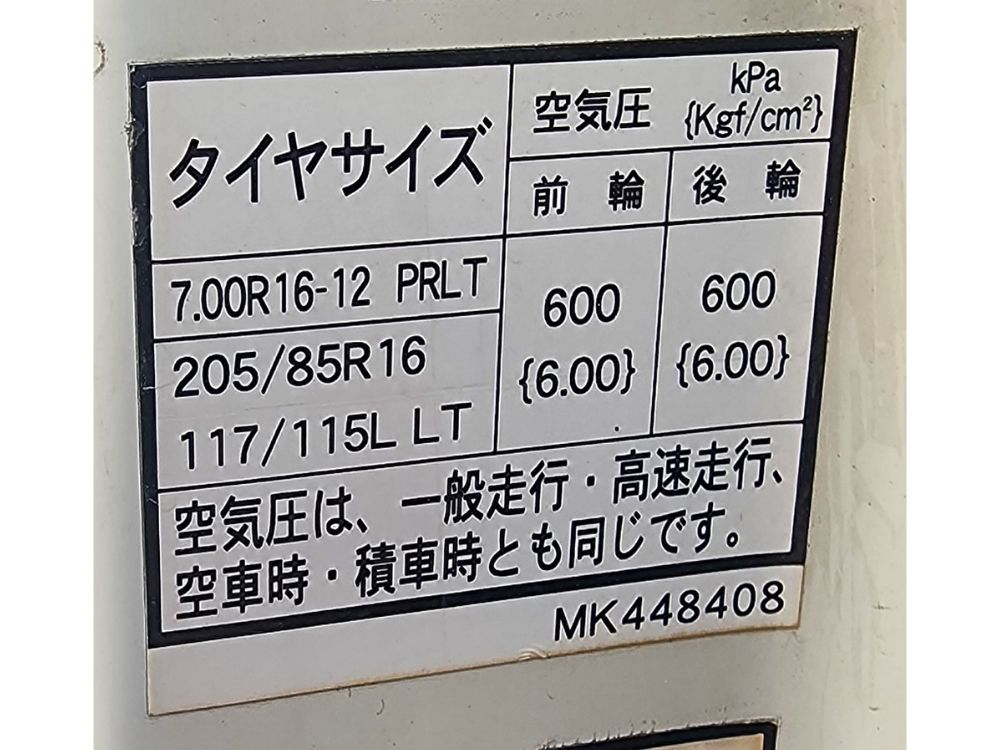 タイヤサイズ
空気圧
kPa
{Kgf/cm²}
前輪
後輪
7.00R16-12 PRLT
205/85R16
117/115L LT
600
{6.00}
600
{6.00}
空気圧は、一般走行・高速走行、
空車時・積車時とも同じです。
MK448408